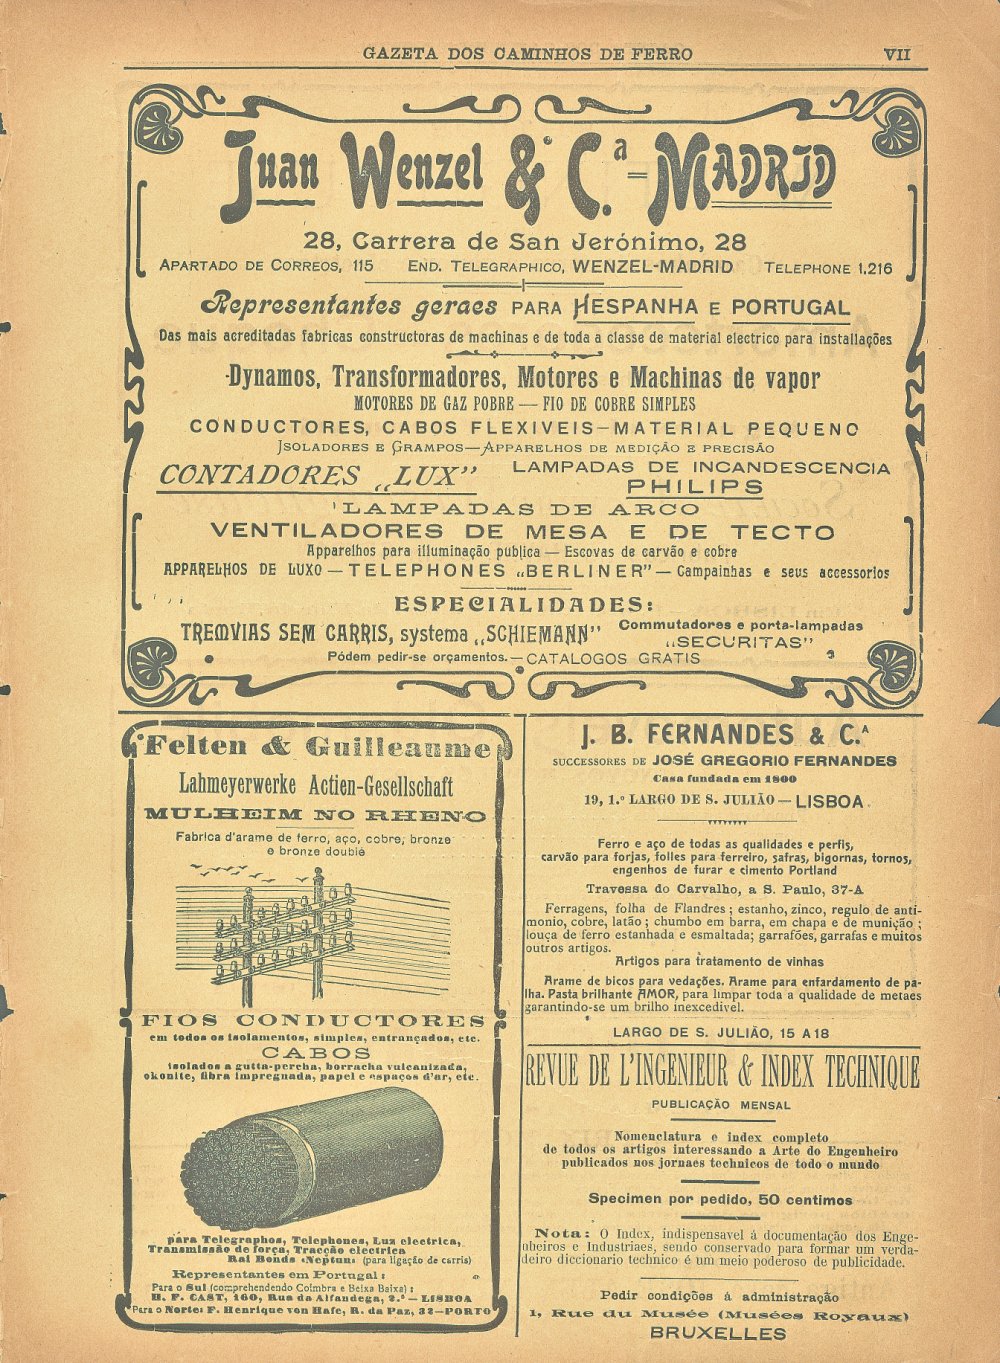 GAZETA DOS CAMINHOS DE FERRO VII
Juan Wenzel & C.ª = MADRID
28, Carrera de San Jerónimo, 28
APARTADO DE CORREOS, 115 END. TELEGRAPHICO, WENZEL-MADRID TELEPHONE 1.216
Representantes geraes PARA HESPANHA E PORTUGAL
Das mais acreditadas fabricas constructoras de machinas e de toda a classe de material electrico para installações
Dynamos, Transformadores, Motores e Machinas de vapor
MOTORES DE GAZ POBRE — FIO DE COBRE SIMPLES
CONDUCTORES, CABOS FLEXIVEIS—MATERIAL PEQUENO
ISOLADORES E GRAMPOS—APPARELHOS DE MEDIÇÃO E PRECISÃO
CONTADORES „LUX” LAMPADAS DE INCANDESCENCIA
PHILIPS
LAMPADAS DE ARCO
VENTILADORES DE MESA E DE TECTO
Apparelhos para illuminação publica — Escovas de carvão e cobre
APPARELHOS DE LUXO — TELEPHONES „BERLINER” — Campainhas e seus accessorios
ESPECIALIDADES:
TREMVIAS SEM CARRIS, systema „SCHIEMANN” Commutadores e porta-lampadas
„SECURITAS”
Pódem pedir-se orçamentos. — CATALOGOS GRATIS
Felten & Guilleaume
Lahmeyerwerke Actien-Gesellschaft
MULHEIM NO RHENO
Fabrica d'arame de ferro, aço, cobre, bronze
e bronze doublé
FIOS CONDUCTORES
em todos os isolamentos, simples, entrançados, etc.
CABOS
isolados a gutta-percha, borracha vulcanizada,
okonite, fibra impregnada, papel e espaços d'ar, etc.
para Telegraphos, Telephones, Luz electrica,
Transmissão de força, Tracção electrica
Rai Bonds «Neptun» (para ligação de carris)
Representantes em Portugal:
Para o Sul (comprehendendo Coimbra e Beixa Baixa):
H. F. CAST, 160, Rua da Alfandega, 2.º — LISBOA
Para o Norte: F. Henrique von Hafe, R. da Paz, 32—PORTO
J. B. FERNANDES & C.ᴬ
SUCCESSORES DE JOSÉ GREGORIO FERNANDES
Casa fundada em 1800
19, 1.º LARGO DE S. JULIÃO — LISBOA
Ferro e aço de todas as qualidades e perfis,
carvão para forjas, folles para ferreiro, safras, bigornas, tornos,
engenhos de furar e cimento Portland
Travessa do Carvalho, a S. Paulo, 37-A
Ferragens, folha de Flandres; estanho, zinco, regulo de anti-
monio, cobre, latão; chumbo em barra, em chapa e de munição;
louça de ferro estanhada e esmaltada; garrafões, garrafas e muitos
outros artigos.
Artigos para tratamento de vinhas
Arame de bicos para vedações. Arame para enfardamento de pa-
lha. Pasta brilhante AMOR, para limpar toda a qualidade de metaes
garantindo-se um brilho inexcedivel.
LARGO DE S. JULIÃO, 15 A 18
REVUE DE L'INGENIEUR & INDEX TECHNIQUE
PUBLICAÇÃO MENSAL
Nomenclatura e index completo
de todos os artigos interessando a Arte do Engenheiro
publicados nos jornaes technicos de todo o mundo
Specimen por pedido, 50 centimos
Nota: O Index, indispensavel á documentação dos Enge-
nheiros e Industriaes, sendo conservado para formar um verda-
deiro diccionario technico é um meio poderoso de publicidade.
Pedir condições á administração
1, Rue du Musée (Musées Royaux)
BRUXELLES